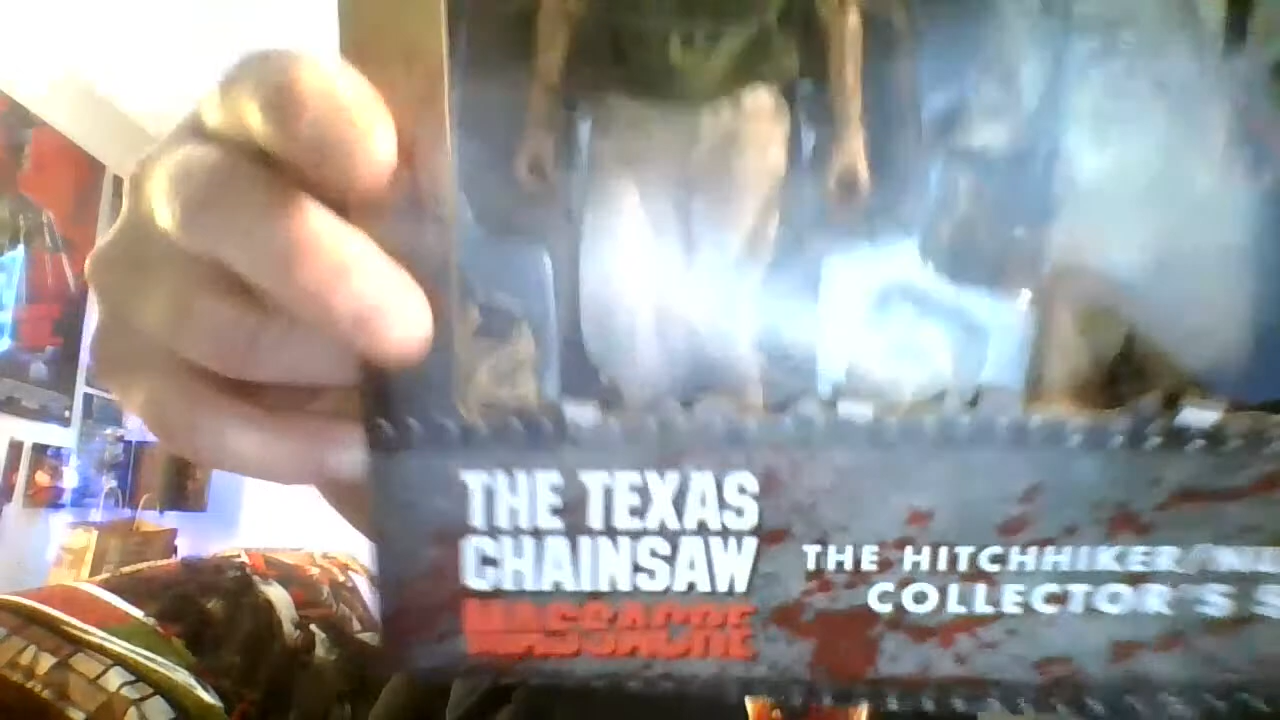 THE TEXAS
CHAINSAW
MASSACRE
THE HITCHHIKER
COLLECTOR'S